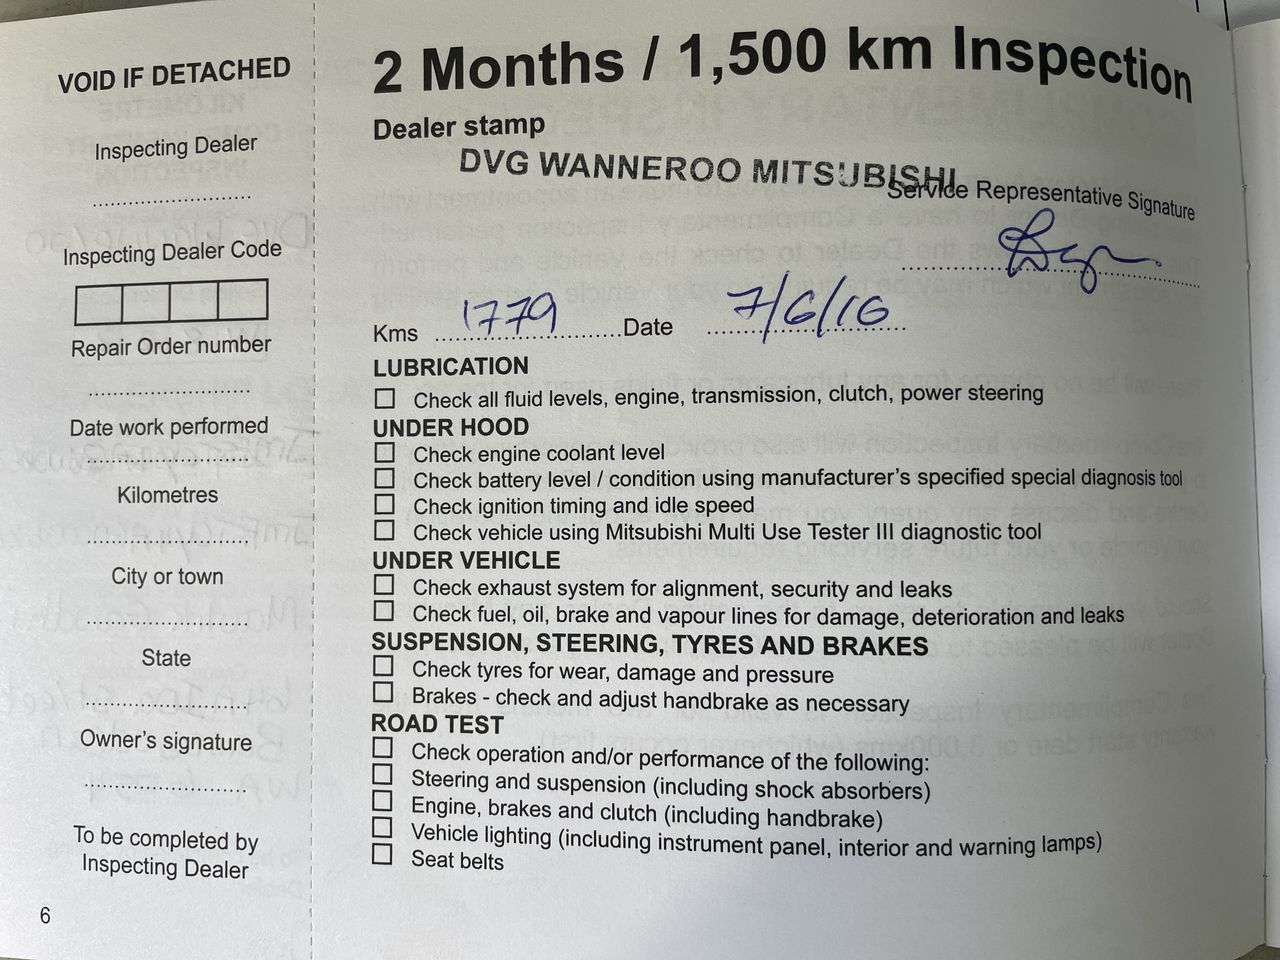 VOID IF DETACHED
Inspecting Dealer
Inspecting Dealer Code
Repair Order number
Date work performed
Kilometres
City or town
State
Owner's signature
To be completed by
Inspecting Dealer
6
2 Months / 1,500 km Inspection
Dealer stamp
DVG WANNEROO MITSUBISHI
Service Representative Signature
Kms 1779 Date 7/6/16
LUBRICATION
Check all fluid levels, engine, transmission, clutch, power steering
UNDER HOOD
Check engine coolant level
Check battery level / condition using manufacturer's specified special diagnosis tool
Check ignition timing and idle speed
Check vehicle using Mitsubishi Multi Use Tester III diagnostic tool
UNDER VEHICLE
Check exhaust system for alignment, security and leaks
Check fuel, oil, brake and vapour lines for damage, deterioration and leaks
SUSPENSION, STEERING, TYRES AND BRAKES
Check tyres for wear, damage and pressure
Brakes - check and adjust handbrake as necessary
ROAD TEST
Check operation and/or performance of the following:
Steering and suspension (including shock absorbers)
Engine, brakes and clutch (including handbrake)
Vehicle lighting (including instrument panel, interior and warning lamps)
Seat belts